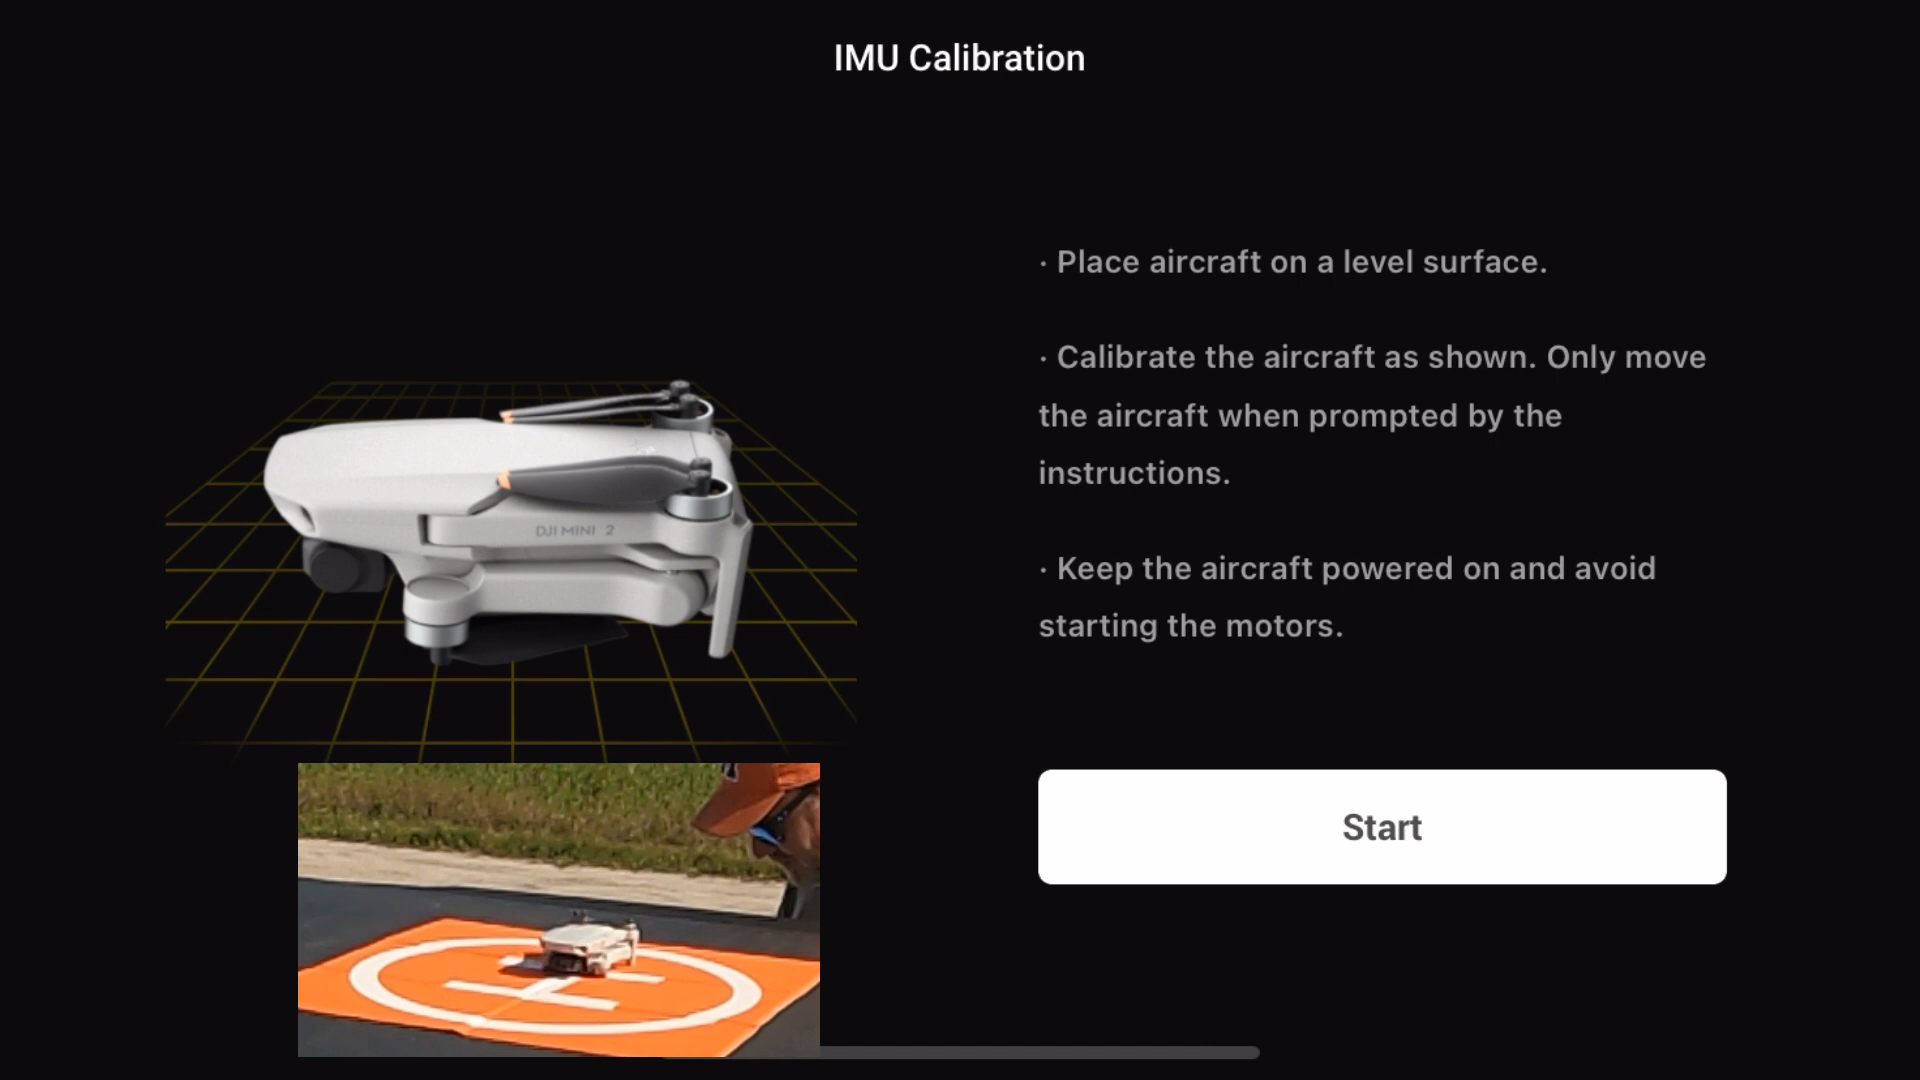 IMU Calibration
· Place aircraft on a level surface.
· Calibrate the aircraft as shown. Only move
the aircraft when prompted by the
instructions.
DJI MINI 2
· Keep the aircraft powered on and avoid
starting the motors.
Start
H